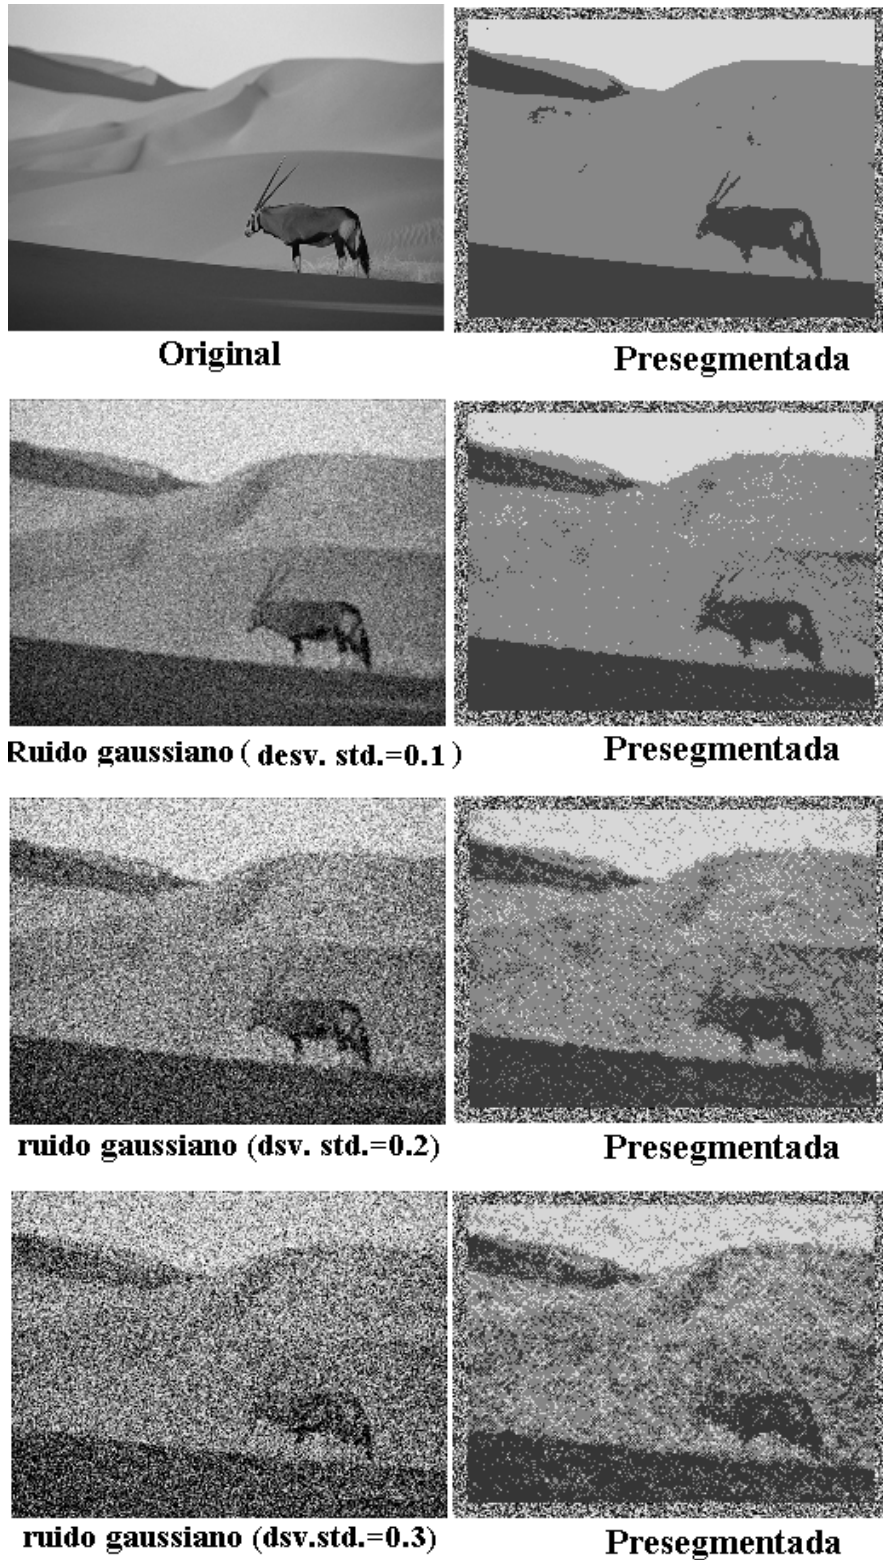 Original
Presegmentada
Ruido gaussiano ( desv. std.=0.1 )
Presegmentada
ruido gaussiano (dsv. std.=0.2)
Presegmentada
ruido gaussiano (dsv.std.=0.3)
Presegmentada